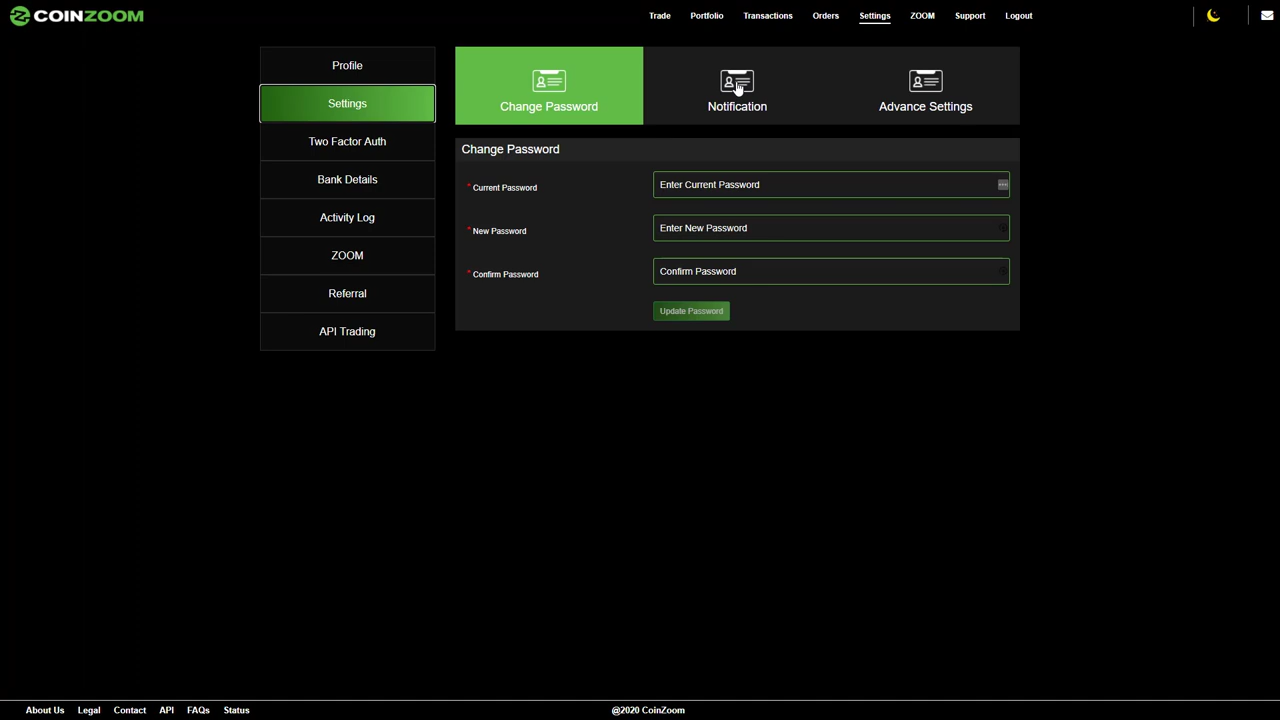 COINZOOM
Trade Portfolio Transactions Orders Settings ZOOM Support Logout
Profile
Settings
Two Factor Auth
Bank Details
Activity Log
ZOOM
Referral
API Trading
Change Password Notification Advance Settings
Change Password
* Current Password Enter Current Password
* New Password Enter New Password
* Confirm Password Confirm Password
Update Password
About Us Legal Contact API FAQs Status @2020 CoinZoom